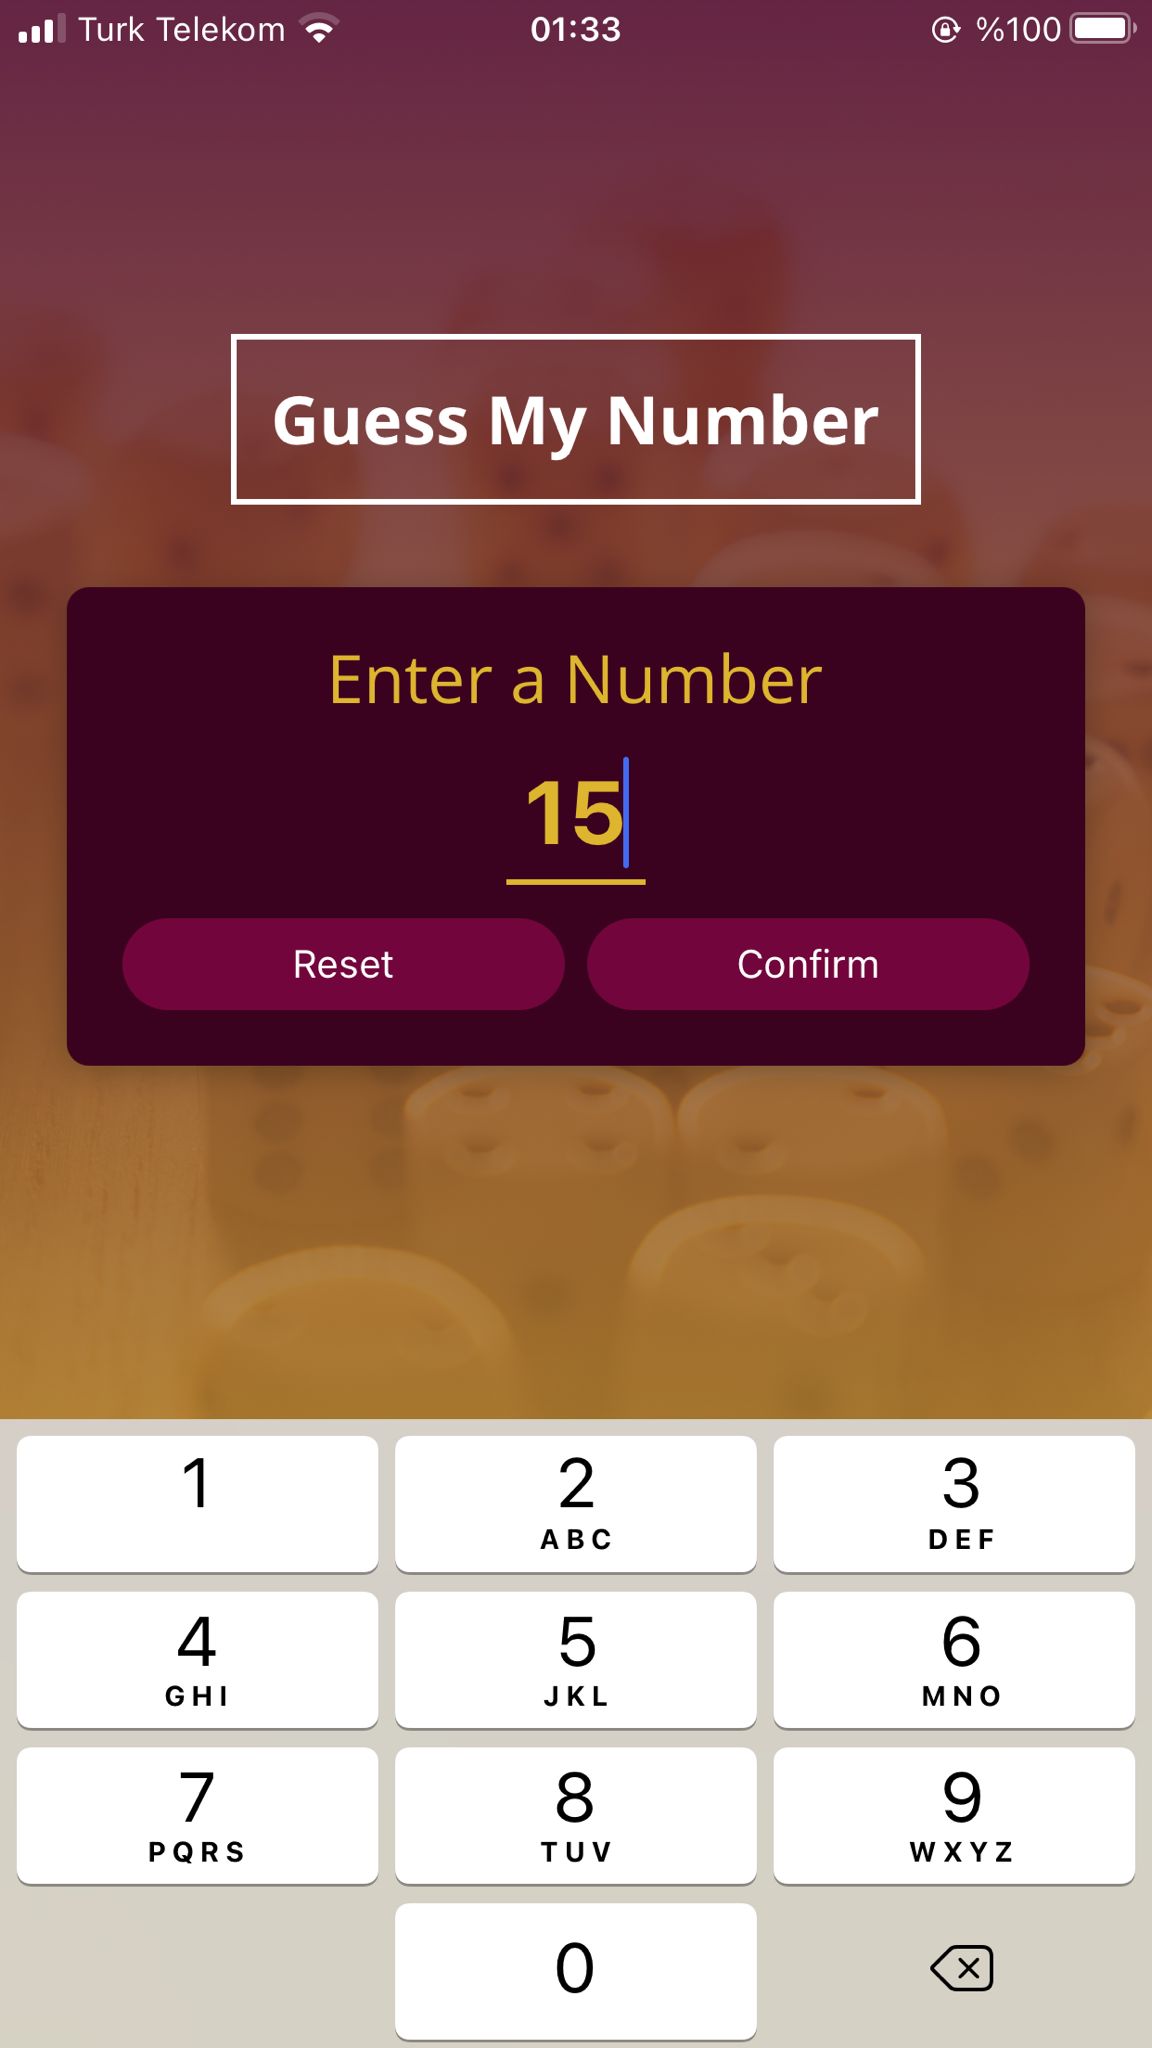 Turk Telekom 01:33 %100
Guess My Number
Enter a Number
15
Reset Confirm
1 2 3
ABC DEF
4 5 6
GHI JKL MNO
7 8 9
PQRS TUV WXYZ
0